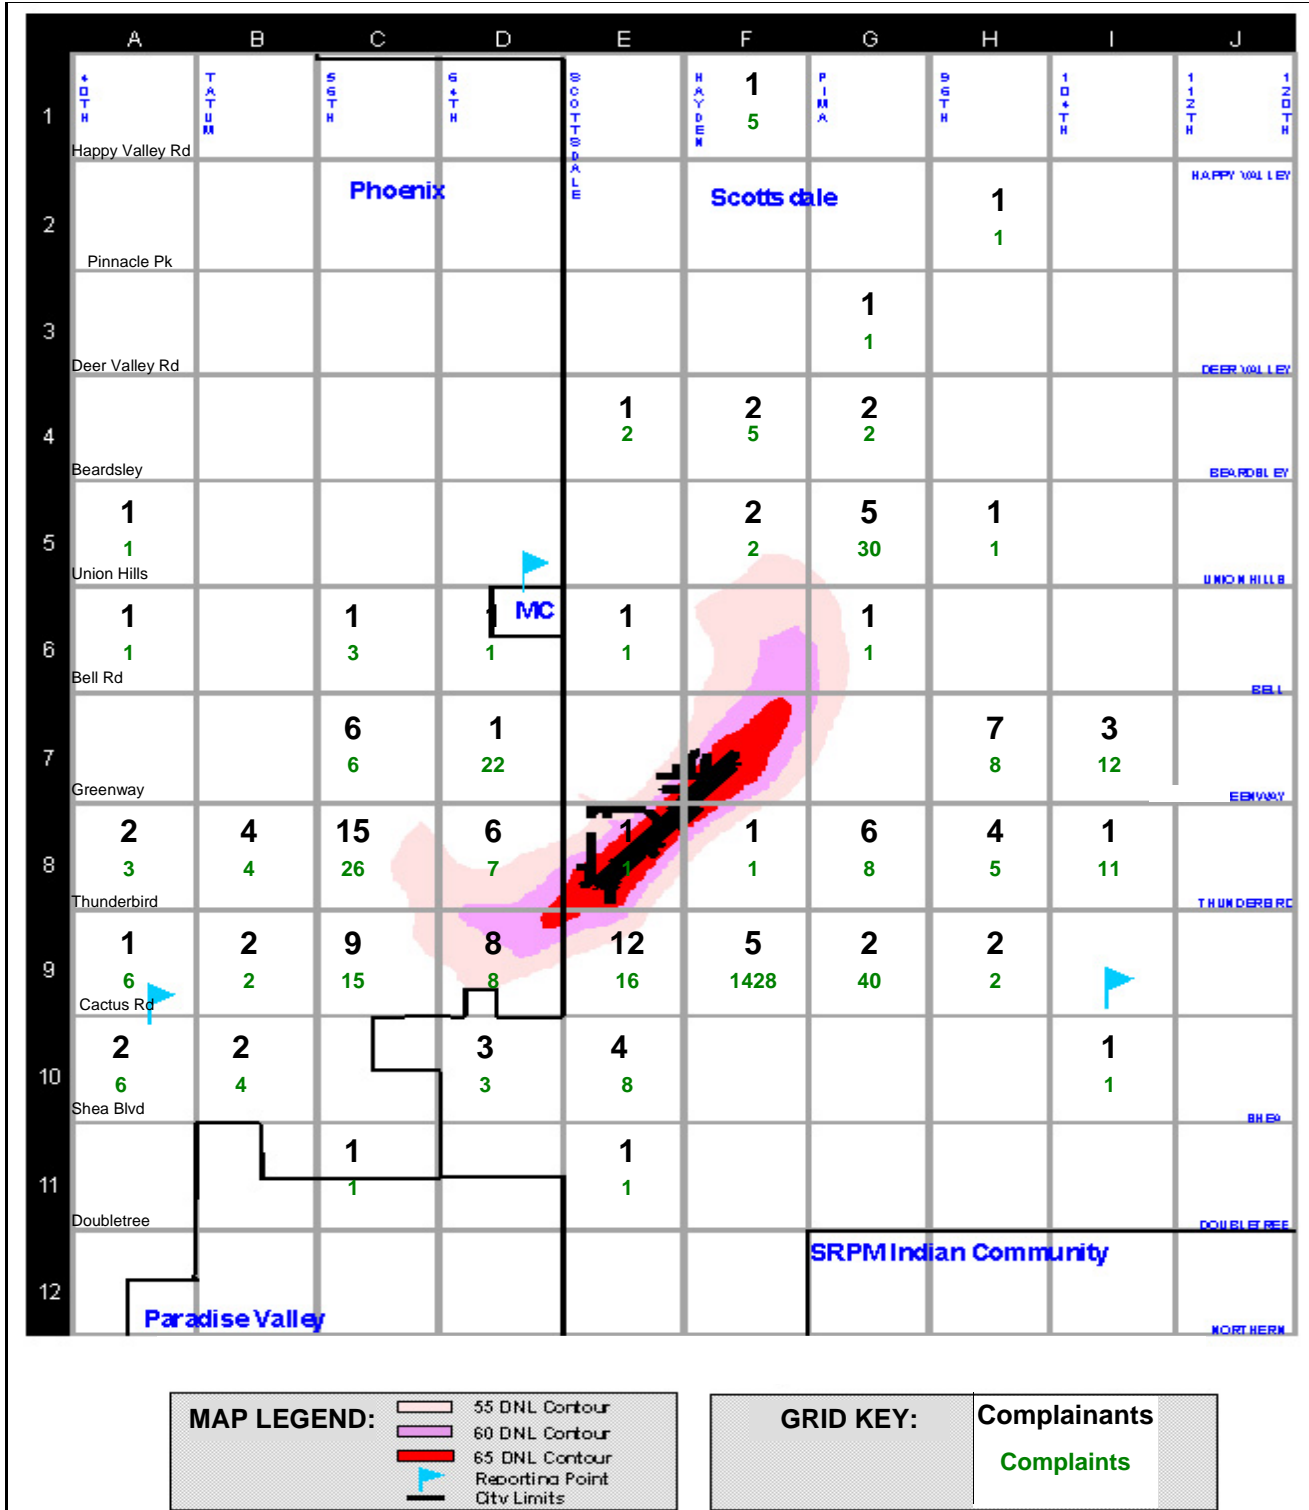 A B C D E F G H I J
40TH TATUM 56TH 64TH SCOTTSDALE HAYDEN PIMA 96TH 104TH 112TH 120TH
1
1
5
Happy Valley Rd
HAPPY VALLEY
Phoenix
Scottsdale
2
1
1
Pinnacle Pk
3
1
1
Deer Valley Rd
DEER VALLEY
4
1 2 2
2 5 2
Beardsley
BEARDSLEY
5
1 2 5 1
1 2 30 1
Union Hills
UNION HILLS
MC
6
1 1 1 1 1
1 3 1 1 1
Bell Rd
BELL
7
6 1 7 3
6 22 8 12
Greenway
EENWAY
8
2 4 15 6 1 1 6 4 1
3 4 26 7 1 1 8 5 11
Thunderbird
THUNDERBIRD
9
1 2 9 8 12 5 2 2
6 2 15 8 16 1428 40 2
Cactus Rd
10
2 2 3 4 1
6 4 3 8 1
Shea Blvd
SHEA
11
1 1
1 1
Doubletree
DOUBLETREE
SRPM Indian Community
12
Paradise Valley
NORTHERN
MAP LEGEND:
55 DNL Contour
60 DNL Contour
65 DNL Contour
Reporting Point
City Limits
GRID KEY:
Complainants
Complaints